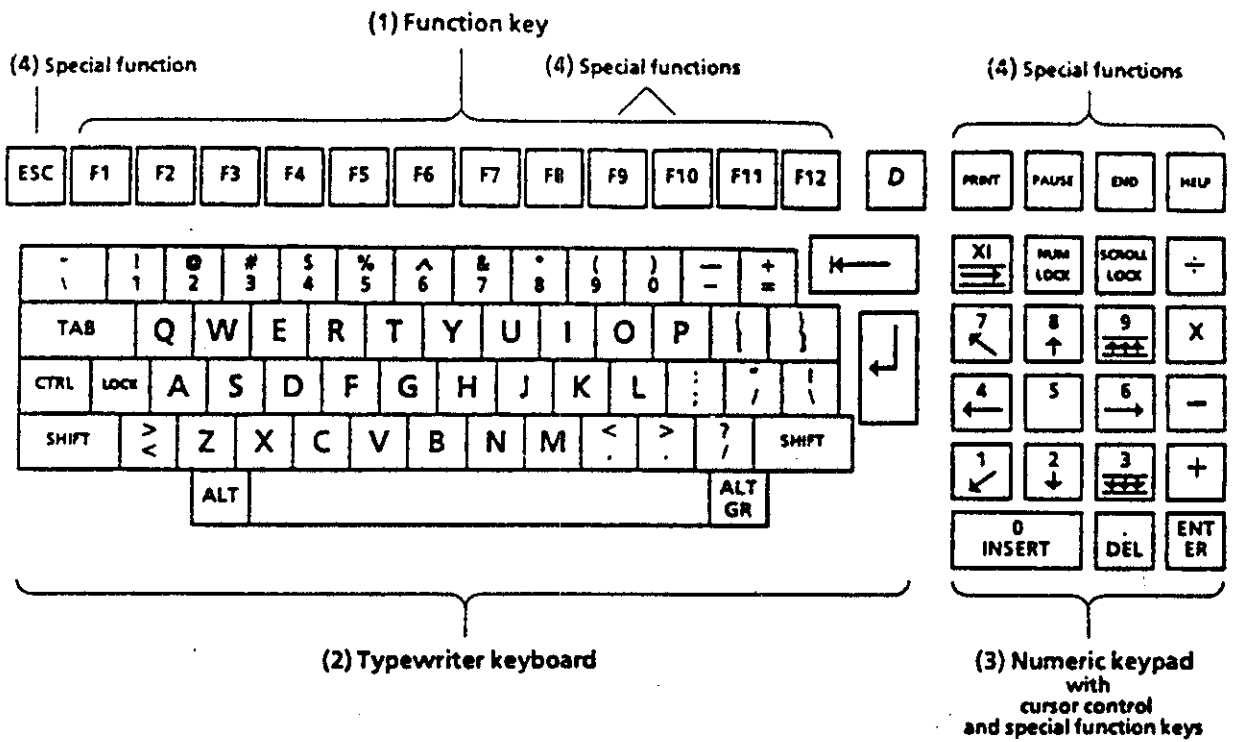 (1) Function key
(4) Special function
(4) Special functions
(4) Special functions
ESC F1 F2 F3 F4 F5 F6 F7 F8 F9 F10 F11 F12 D PRINT PAUSE END HELP
! @ # $ % ^ & * ( ) — +
\ 1 2 3 4 5 6 7 8 9 0 – =
XI NUM LOCK SCROLL LOCK ÷
TAB Q W E R T Y U I O P [ }
7 8 9 X
CTRL LOCK A S D F G H J K L
4 5 6 –
SHIFT > < Z X C V B N M < . > . ? / SHIFT
1 2 3 +
ALT ALT GR
0 INSERT . DEL ENT ER
(2) Typewriter keyboard
(3) Numeric keypad
with
cursor control
and special function keys